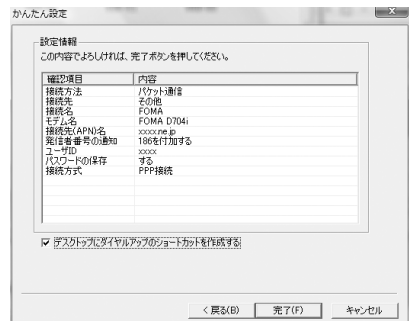 かんたん設定
設定情報
この内容でよろしければ、完了ボタンを押してください。
確認項目 内容
接続方法 パケット通信
接続先 その他
接続名 FOMA
モデム名 FOMA D704i
接続先(APN)名 xxxx.ne.jp
発信者番号の通知 186を付加する
ユーザID xxxx
パスワードの保存 する
接続方式 PPP接続
デスクトップにダイヤルアップのショートカットを作成する
< 戻る(B) 完了(F) キャンセル